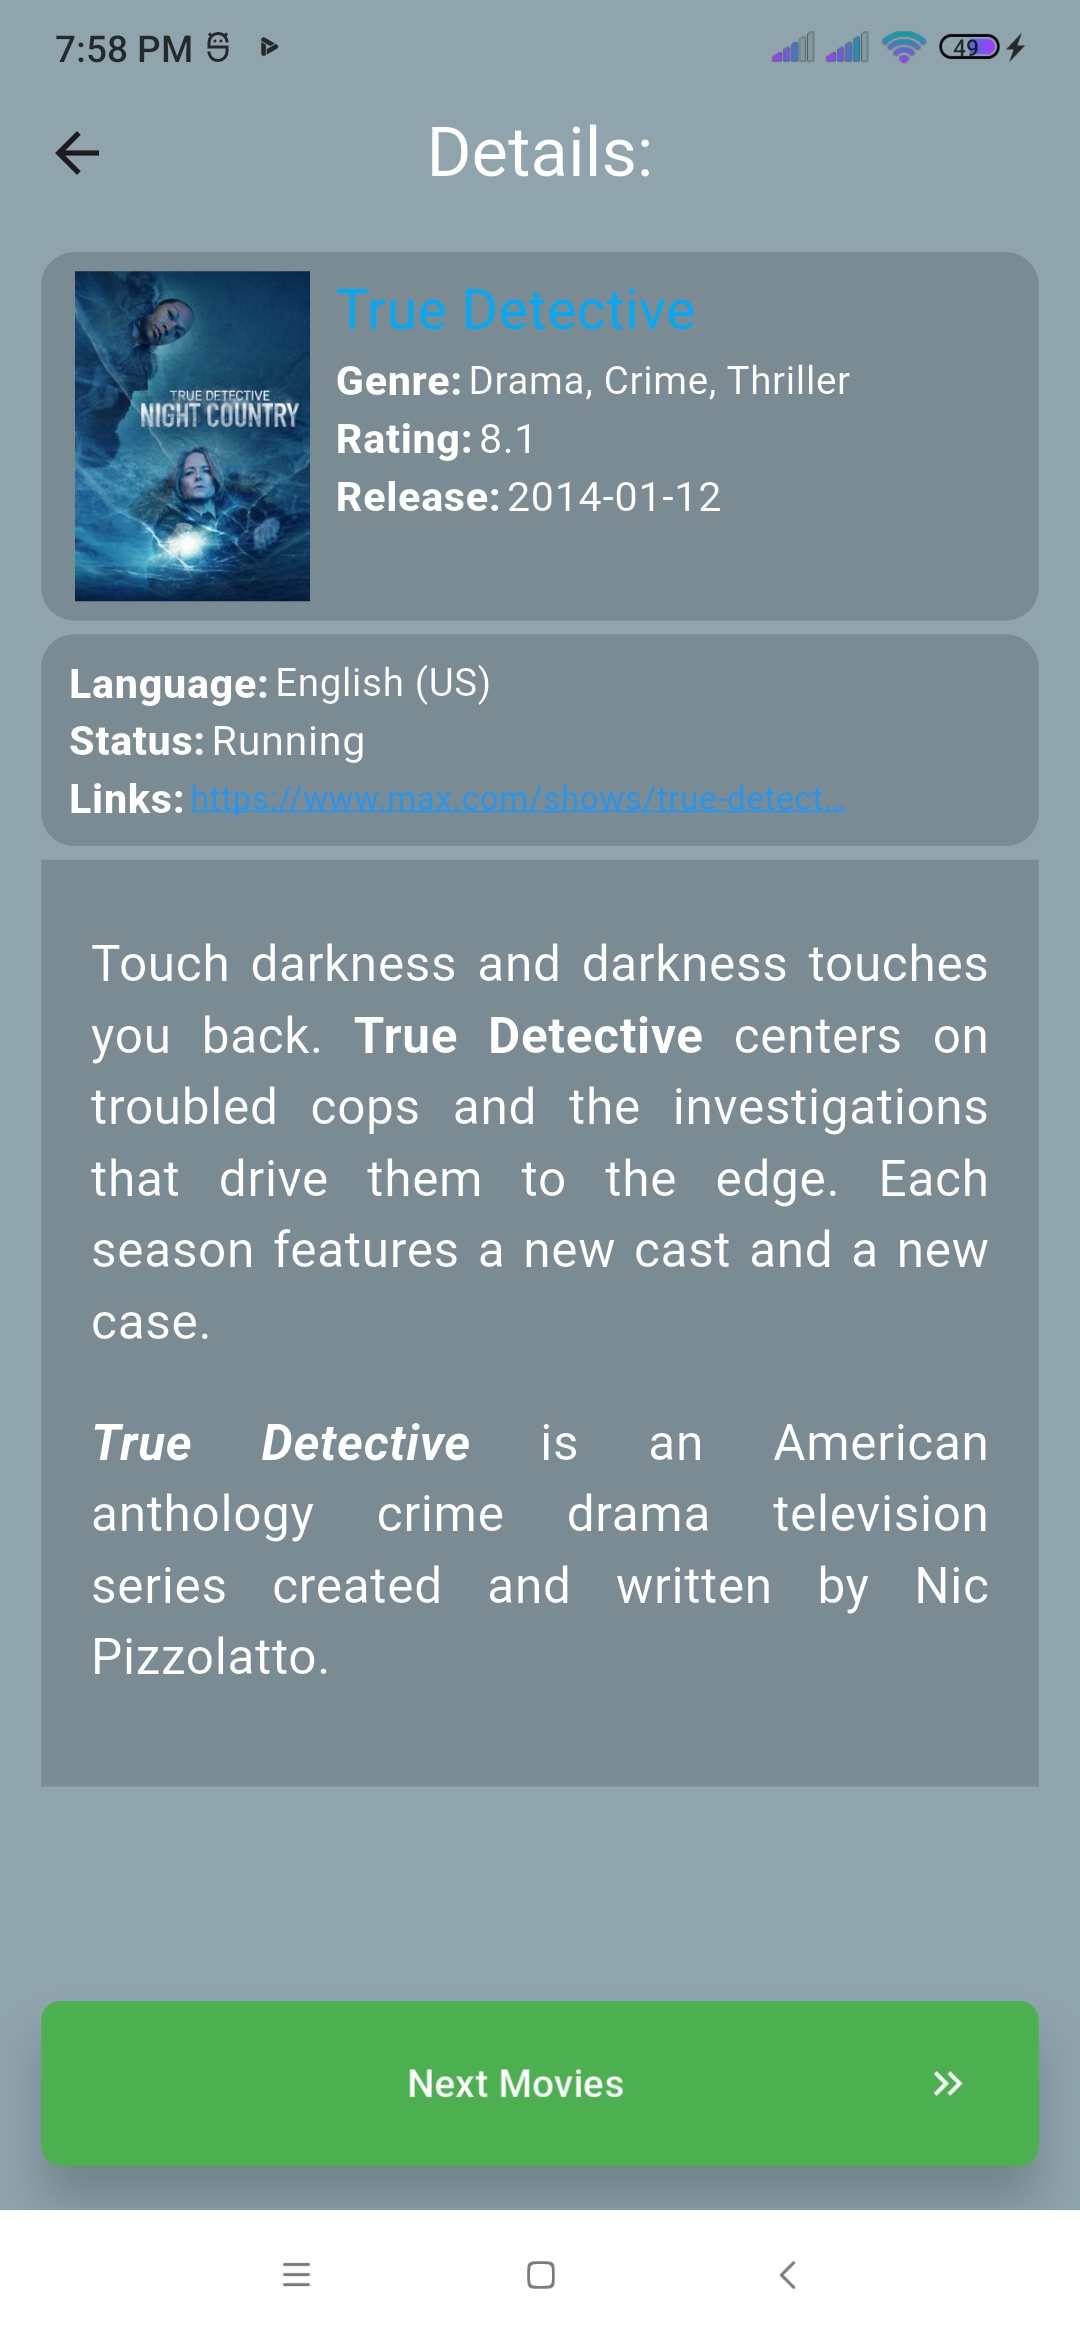 7:58 PM
49
Details:
TRUE DETECTIVE
NIGHT COUNTRY
True Detective
Genre: Drama, Crime, Thriller
Rating: 8.1
Release: 2014-01-12
Language: English (US)
Status: Running
Links: https://www.max.com/shows/true-detect...
Touch darkness and darkness touches
you back. True Detective centers on
troubled cops and the investigations
that drive them to the edge. Each
season features a new cast and a new
case.
True Detective is an American
anthology crime drama television
series created and written by Nic
Pizzolatto.
Next Movies